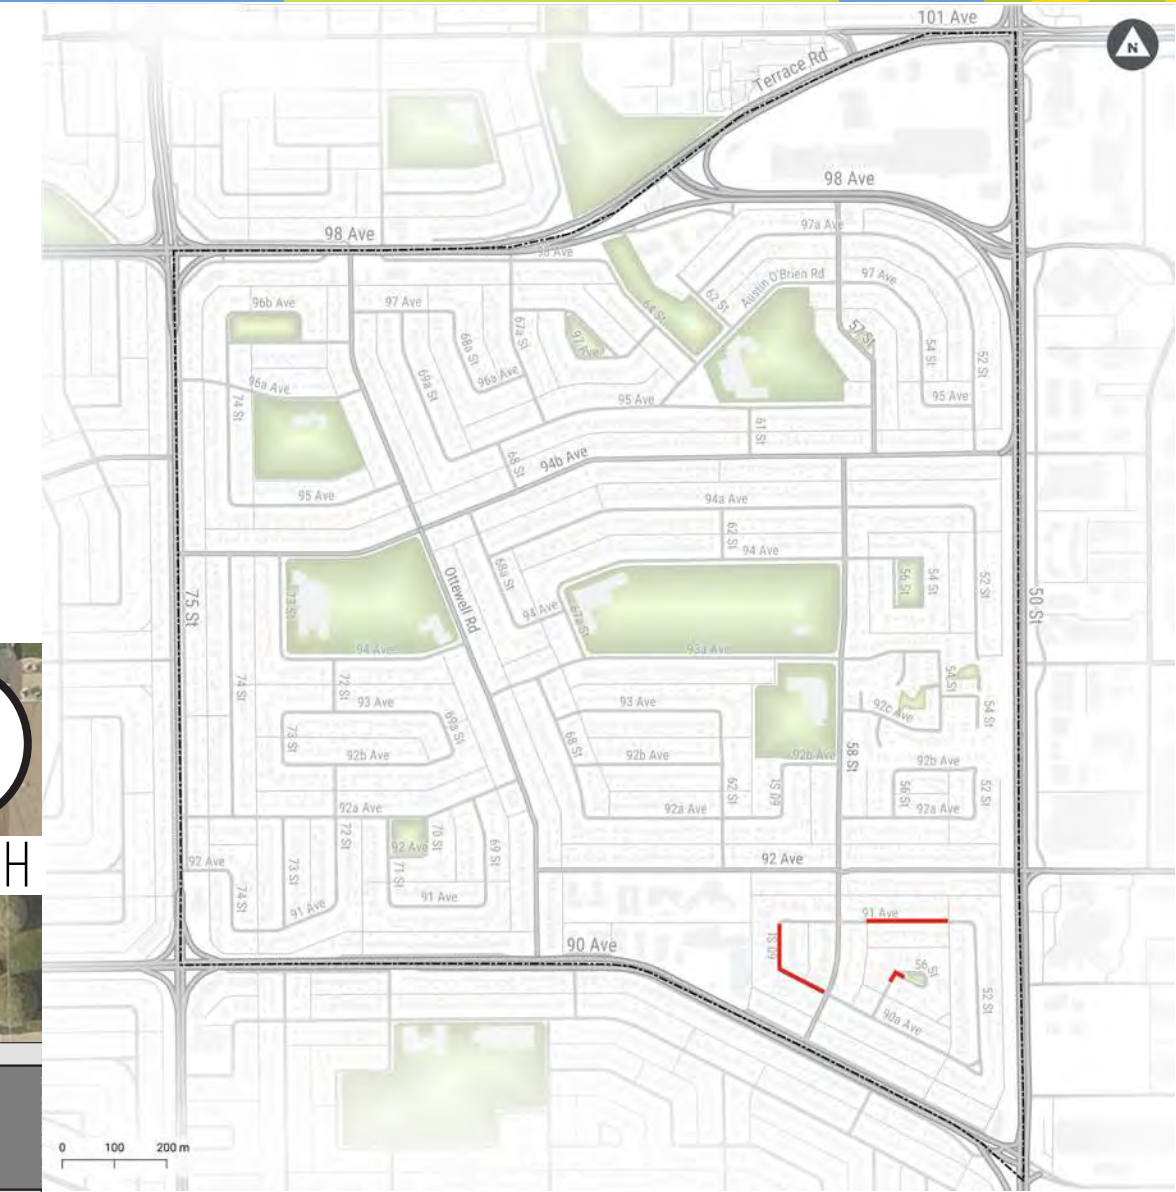 101 Ave
N
Terrace Rd
98 Ave
98 Ave
97a Ave
98 Ave
Austin O'Brien Rd
97 Ave
62 St
96b Ave
97 Ave
64 St
67a St
68a St
97 Ave
57 St
54 St
52 St
96a Ave
69a St
96a Ave
74 St
95 Ave
95 Ave
61 St
68 St
94b Ave
95 Ave
94a Ave
62 St
94 Ave
68a St
Ottewell Rd
73 St
94 Ave
67a St
56 St
54 St
52 St
75 St
50 St
94 Ave
93a Ave
74 St
72 St
93 Ave
69a St
73 St
92b Ave
93 Ave
68 St
92b Ave
92b Ave
54 St
54 St
92c Ave
58 St
92b Ave
62 St
60 St
56 St
52 St
92a Ave
92a Ave
92a Ave
72 St
70 St
92 Ave
69 St
92 Ave
H
92 Ave
73 St
71 St
74 St
91 Ave
91 Ave
91 Ave
60 St
90 Ave
56 St
52 St
90a Ave
0 100 200 m